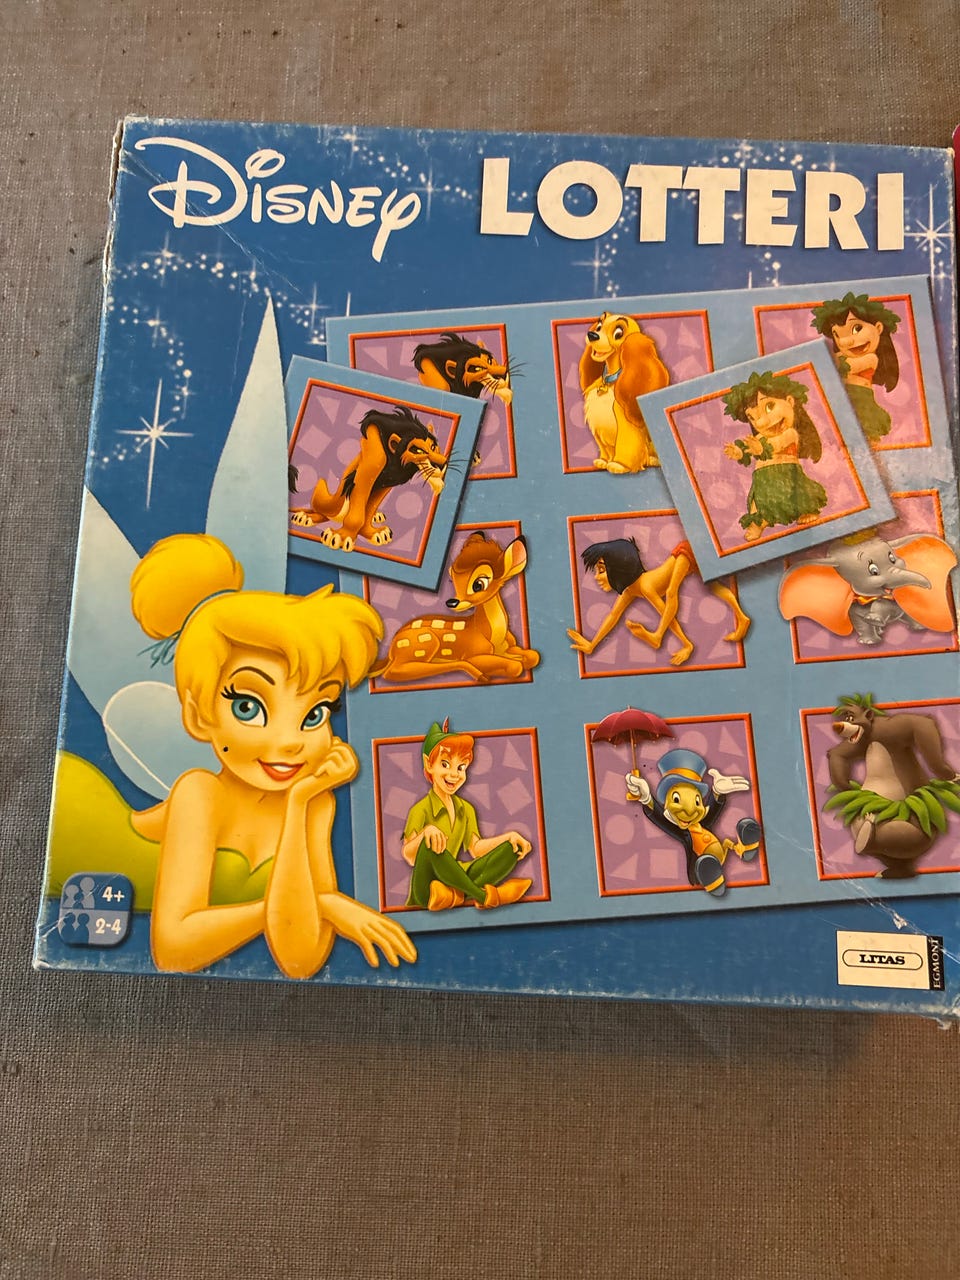 Disney LOTTERI
4+
2-4
LITAS
EGMONT